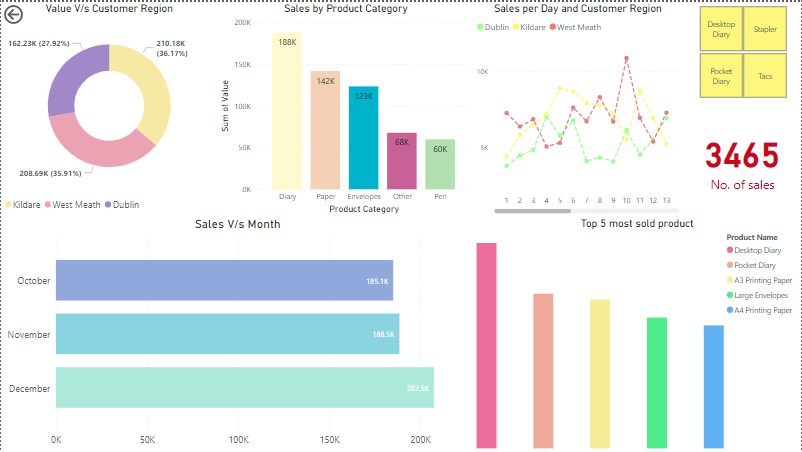 Value V/s Customer Region
162.23K (27.92%)
210.18K
(36.17%)
208.69K (35.91%)
Kildare West Meath Dublin
Sales by Product Category
Sum of Value
200K
150K
100K
50K
0K
188K
142K
123K
68K
60K
Diary Paper Envelopes Other Pen
Product Category
Sales per Day and Customer Region
Dublin Kildare West Meath
10K
5K
1 2 3 4 5 6 7 8 9 10 11 12 13
Desktop
Diary
Stapler
Pocket
Diary
Tacs
3465
No. of sales
Sales V/s Month
October
185.1K
November
188.5K
December
207.5K
0K 50K 100K 150K 200K
Top 5 most sold product
Product Name
Desktop Diary
Pocket Diary
A3 Printing Paper
Large Envelopes
A4 Printing Paper